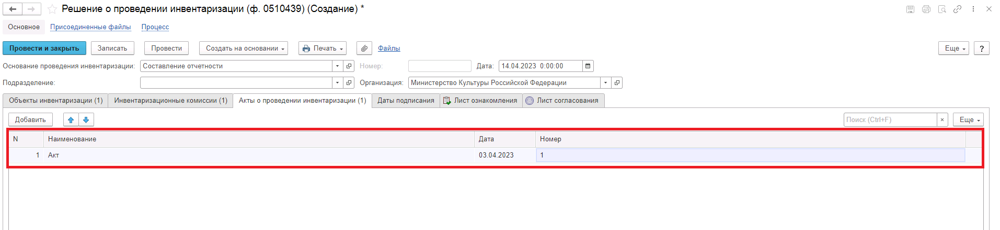 Решение о проведении инвентаризации (ф. 0510439) (Создание) *
Основное Присоединенные файлы Процесс
Провести и закрыть Записать Провести Создать на основании Печать Файлы Еще ?
Основание проведения инвентаризации: Составление отчетности Номер: Дата: 14.04.2023 0:00:00
Подразделение: Организация: Министерство Культуры Российской Федерации
Объекты инвентаризации (1) Инвентаризационные комиссии (1) Акты о проведении инвентаризации (1) Даты подписания Лист ознакомления Лист согласования
Добавить Поиск (Ctrl+F) × Еще
N Наименование Дата Номер
1 Акт 03.04.2023 1